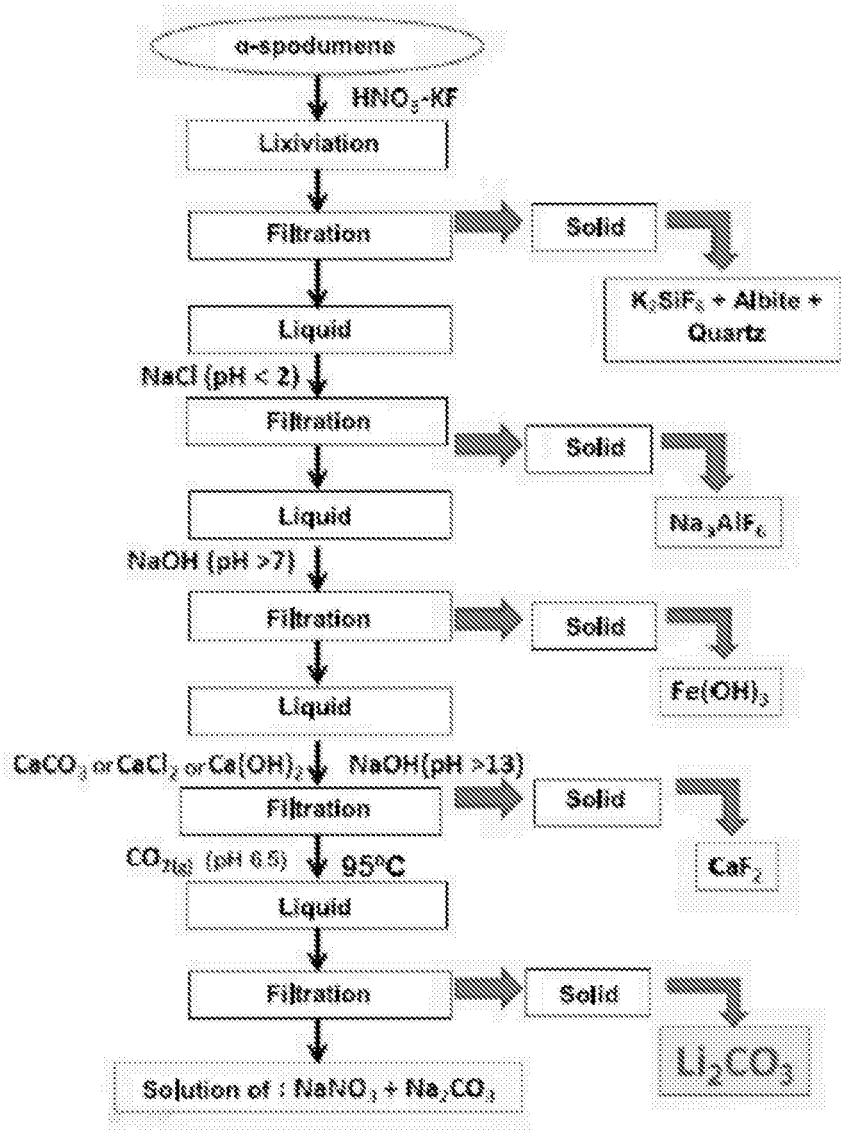 α-spodumene
HNO₃-KF
Lixiviation
Filtration
Solid
K₂SiF₆ + Albite +
Quartz
Liquid
NaCl (pH < 2)
Filtration
Solid
Na₃AlF₆
Liquid
NaOH (pH >7)
Filtration
Solid
Fe(OH)₃
Liquid
CaCO₃ or CaCl₂ or Ca(OH)₂
NaOH(pH >13)
Filtration
Solid
CaF₂
CO₂(g) (pH 6.5)
95ºC
Liquid
Filtration
Solid
Li₂CO₃
Solution of : NaNO₃ + Na₂CO₃